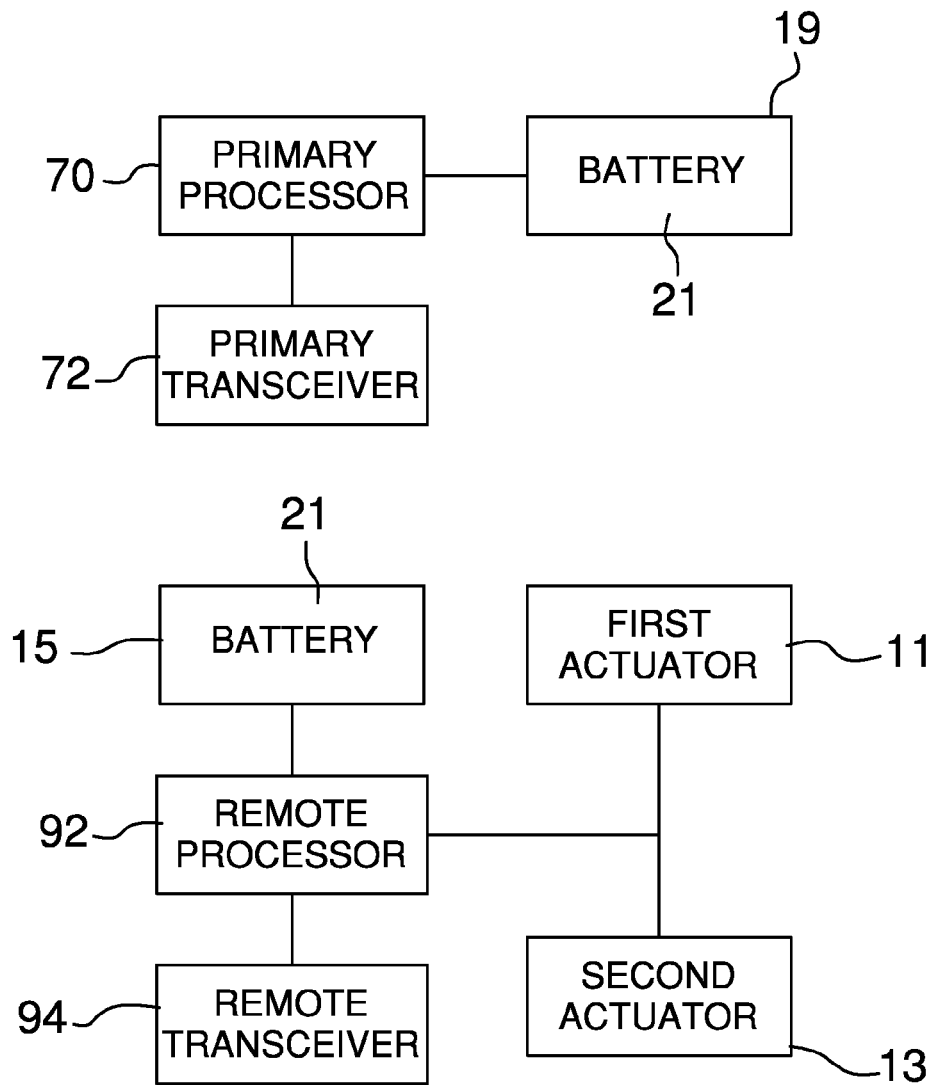 19
70
PRIMARY
PROCESSOR
BATTERY
21
72
PRIMARY
TRANSCEIVER
21
15
BATTERY
FIRST
ACTUATOR
11
92
REMOTE
PROCESSOR
94
REMOTE
TRANSCEIVER
SECOND
ACTUATOR
13